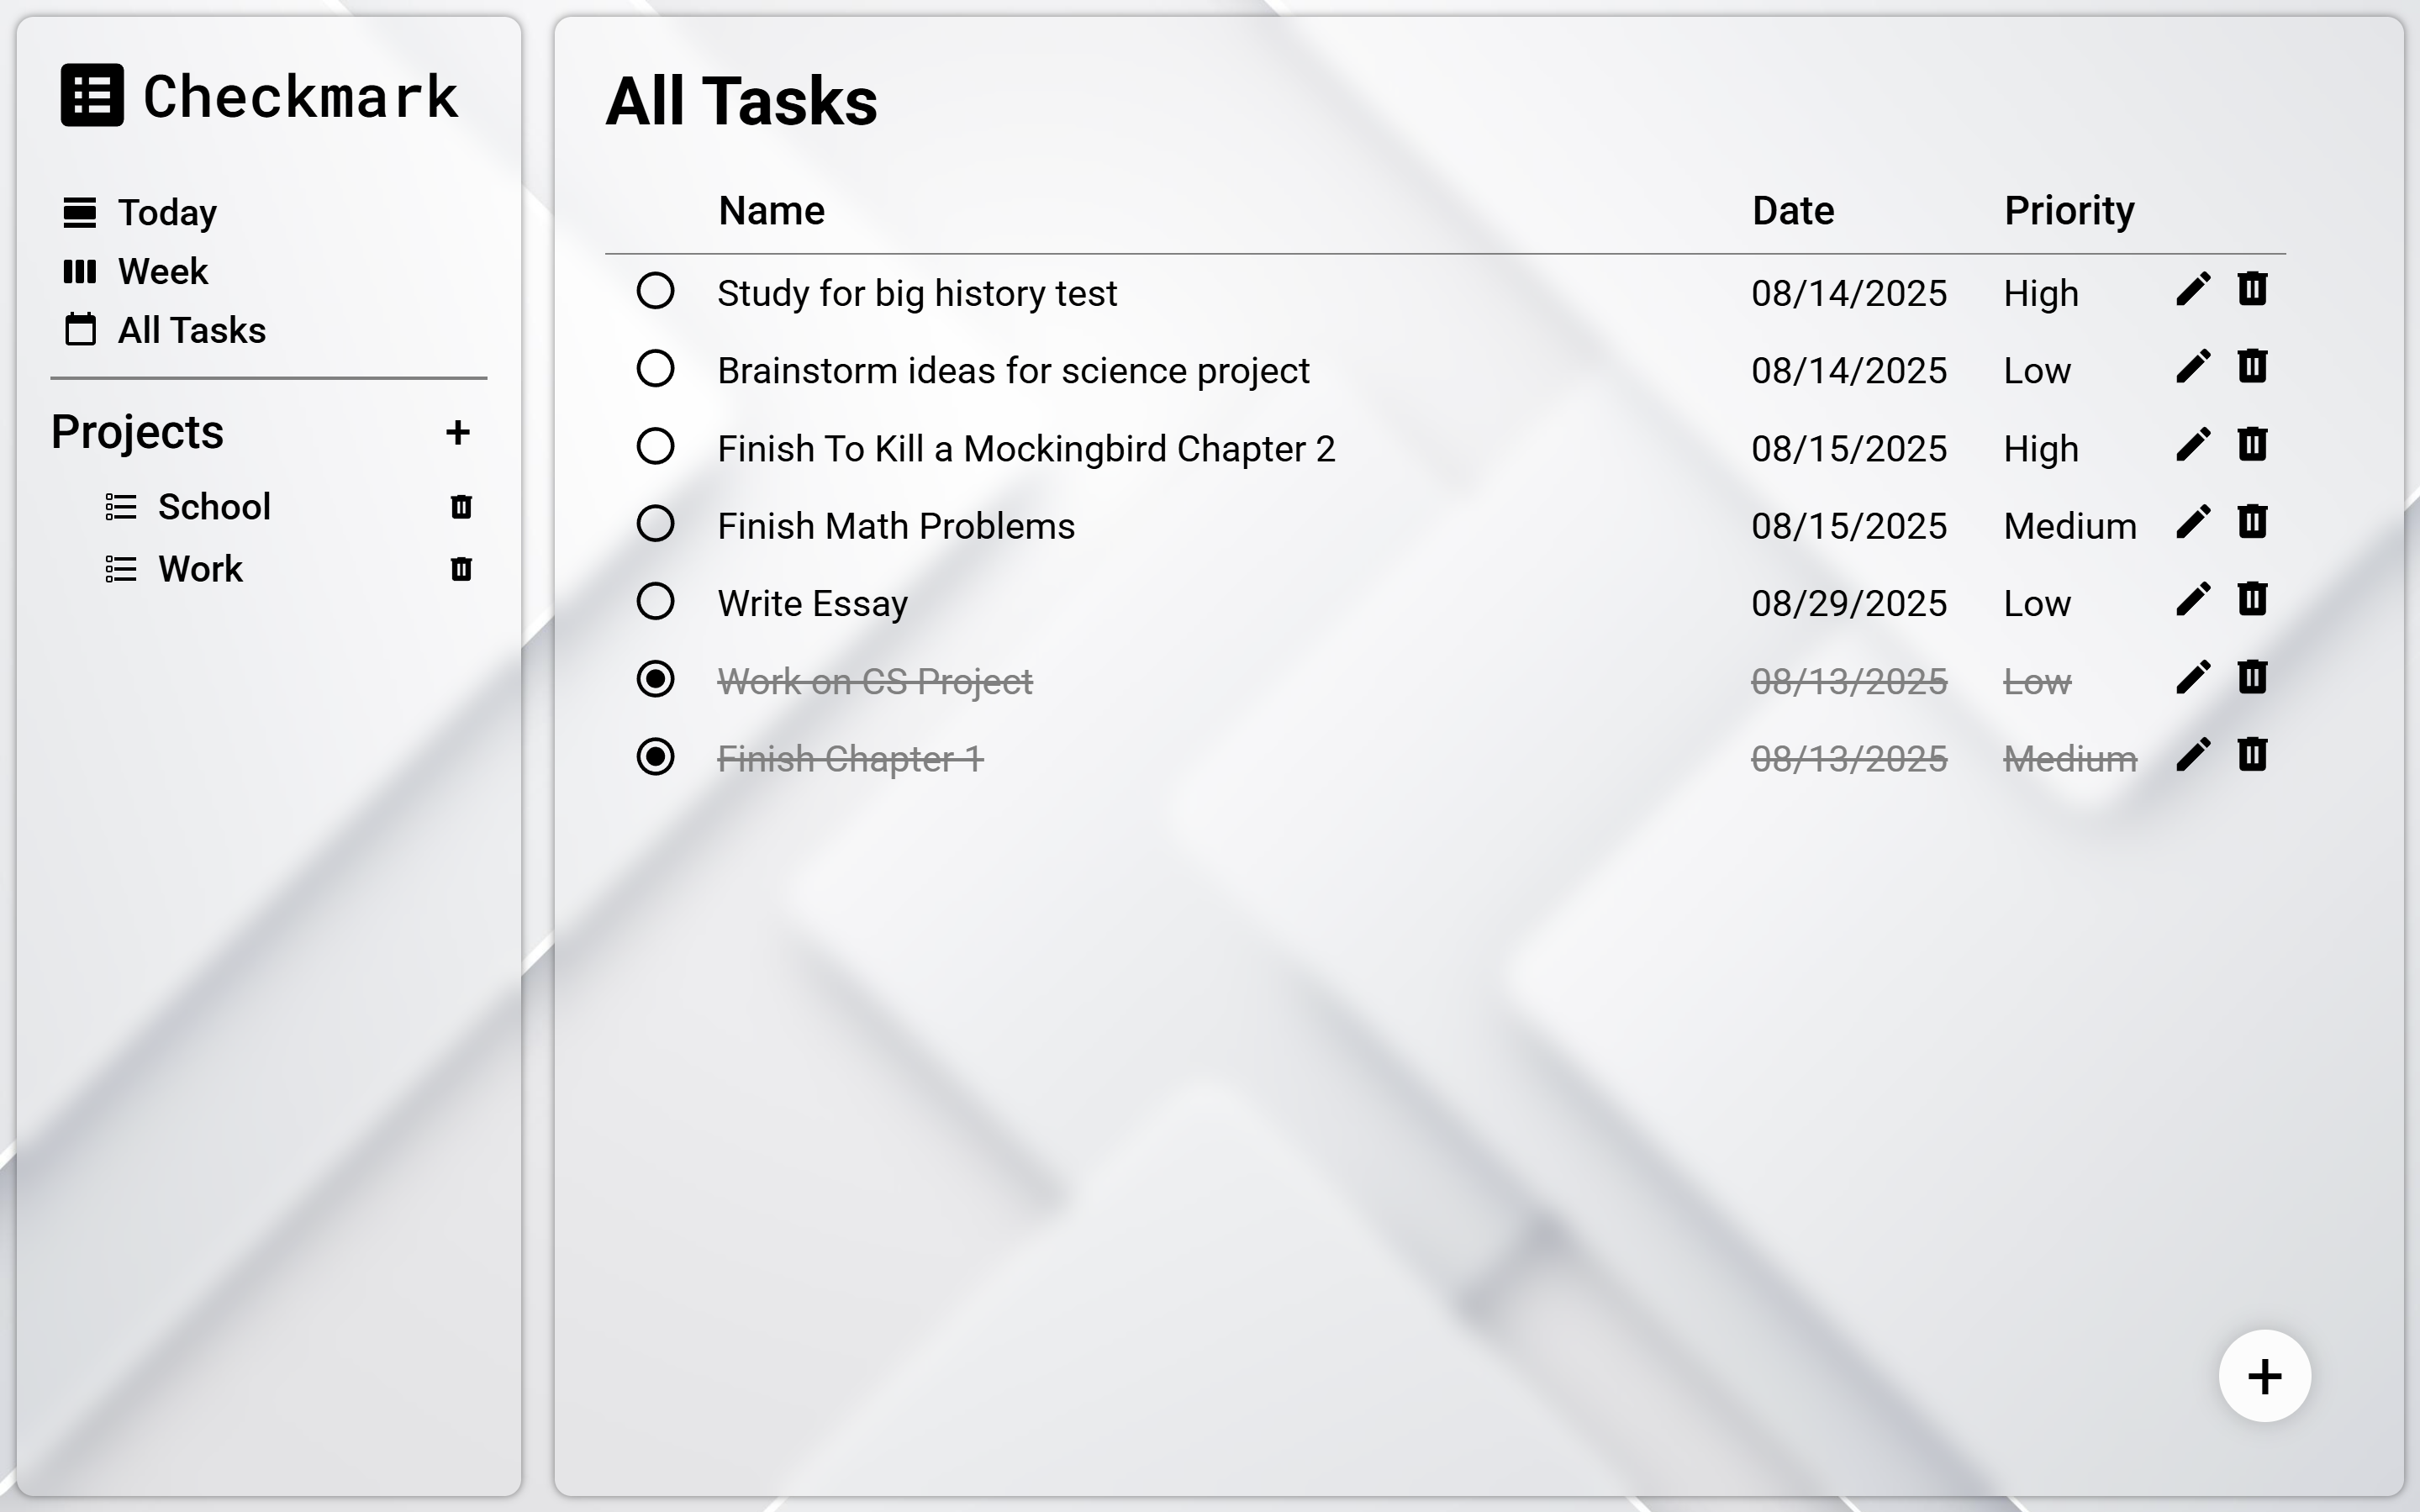 Checkmark
Today
Week
All Tasks
Projects +
School
Work
All Tasks
Name Date Priority
Study for big history test 08/14/2025 High
Brainstorm ideas for science project 08/14/2025 Low
Finish To Kill a Mockingbird Chapter 2 08/15/2025 High
Finish Math Problems 08/15/2025 Medium
Write Essay 08/29/2025 Low
Work on CS Project 08/13/2025 Low
Finish Chapter 1 08/13/2025 Medium
+